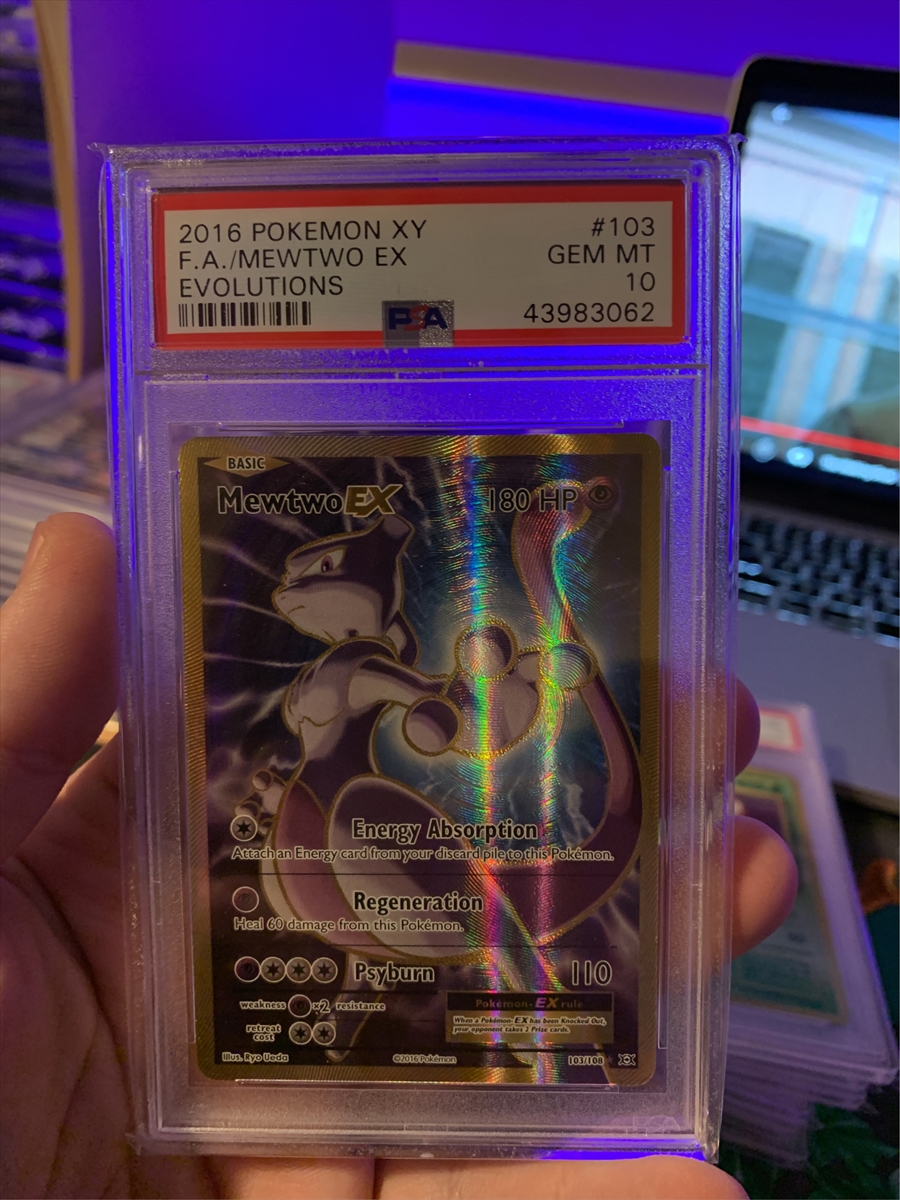 2016 POKEMON XY #103
F.A./MEWTWO EX GEM MT
EVOLUTIONS 10
PSA 43983062
BASIC
MewtwoEX 180 HP
Energy Absorption
Attach an Energy card from your discard pile to this Pokémon.
Regeneration
Heal 60 damage from this Pokémon.
Psyburn 110
weakness ×2 resistance
Pokémon-EX rule
When a Pokémon-EX has been Knocked Out,
your opponent takes 2 Prize cards.
retreat
cost
Illus. Ryo Ueda ©2016 Pokémon 103/108